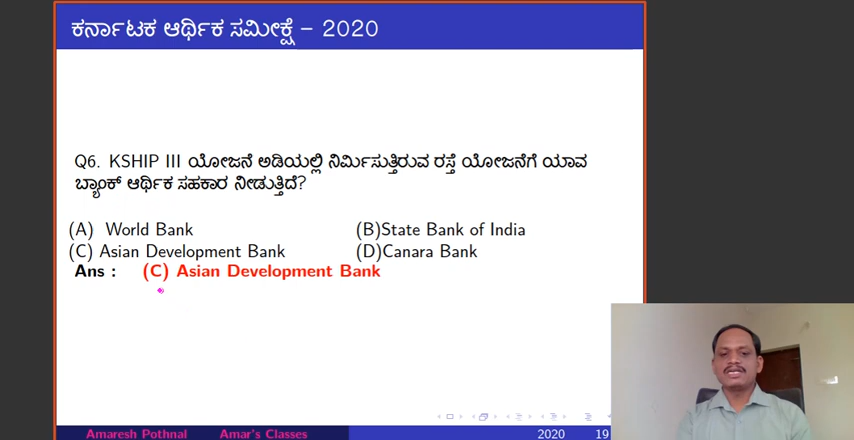 ಕರ್ನಾಟಕ ಆರ್ಥಿಕ ಸಮೀಕ್ಷೆ – 2020
Q6. KSHIP III ಯೋಜನೆ ಅಡಿಯಲ್ಲಿ ನಿರ್ಮಿಸುತ್ತಿರುವ ರಸ್ತೆ ಯೋಜನೆಗೆ ಯಾವ
ಬ್ಯಾಂಕ್ ಆರ್ಥಿಕ ಸಹಕಾರ ನೀಡುತ್ತಿದೆ?
(A) World Bank (B)State Bank of India
(C) Asian Development Bank (D)Canara Bank
Ans : (C) Asian Development Bank
Amaresh Pothnal Amar's Classes 2020 19